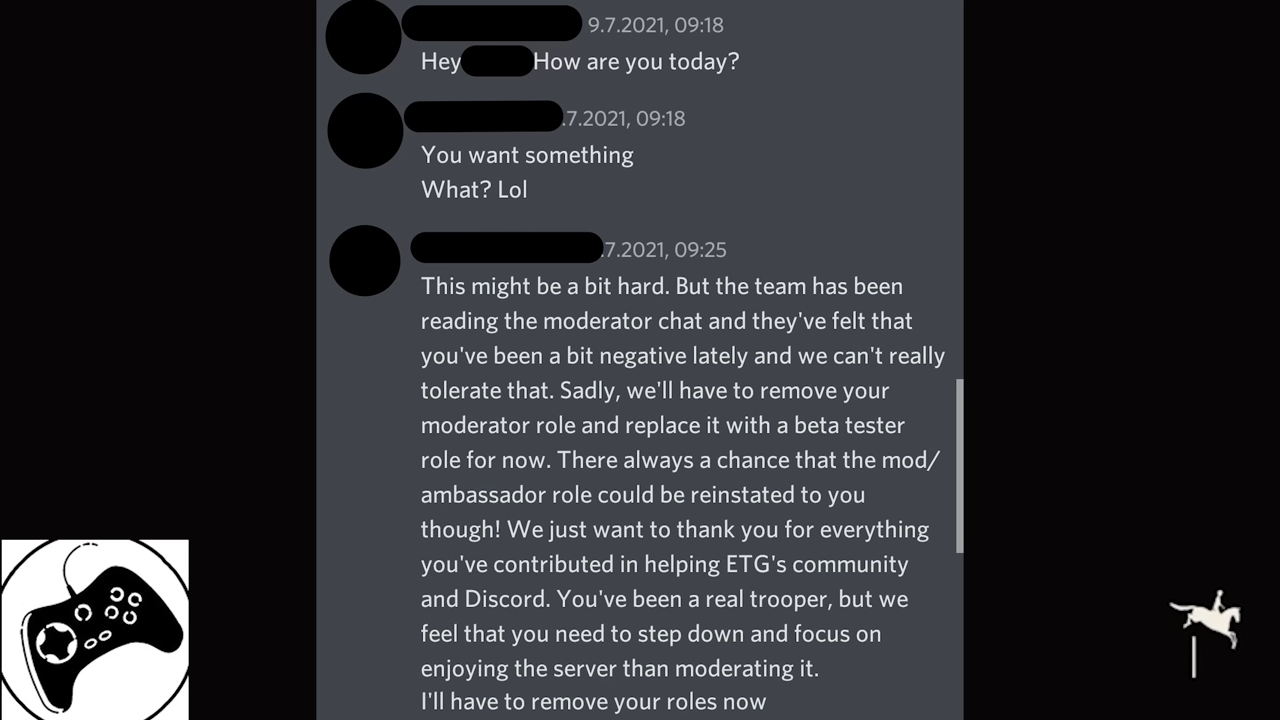 9.7.2021, 09:18
Hey How are you today?
.7.2021, 09:18
You want something
What? Lol
.7.2021, 09:25
This might be a bit hard. But the team has been
reading the moderator chat and they've felt that
you've been a bit negative lately and we can't really
tolerate that. Sadly, we'll have to remove your
moderator role and replace it with a beta tester
role for now. There always a chance that the mod/
ambassador role could be reinstated to you
though! We just want to thank you for everything
you've contributed in helping ETG's community
and Discord. You've been a real trooper, but we
feel that you need to step down and focus on
enjoying the server than moderating it.
I'll have to remove your roles now